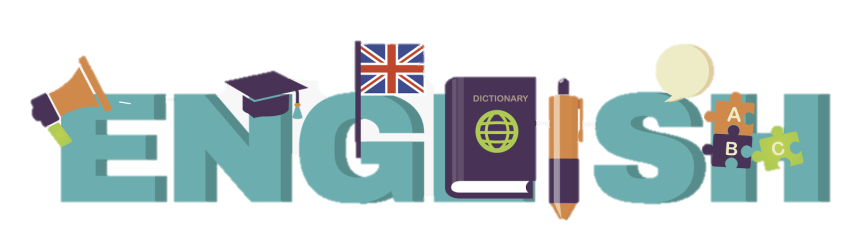 ENGLISH
DICTIONARY
A
B C